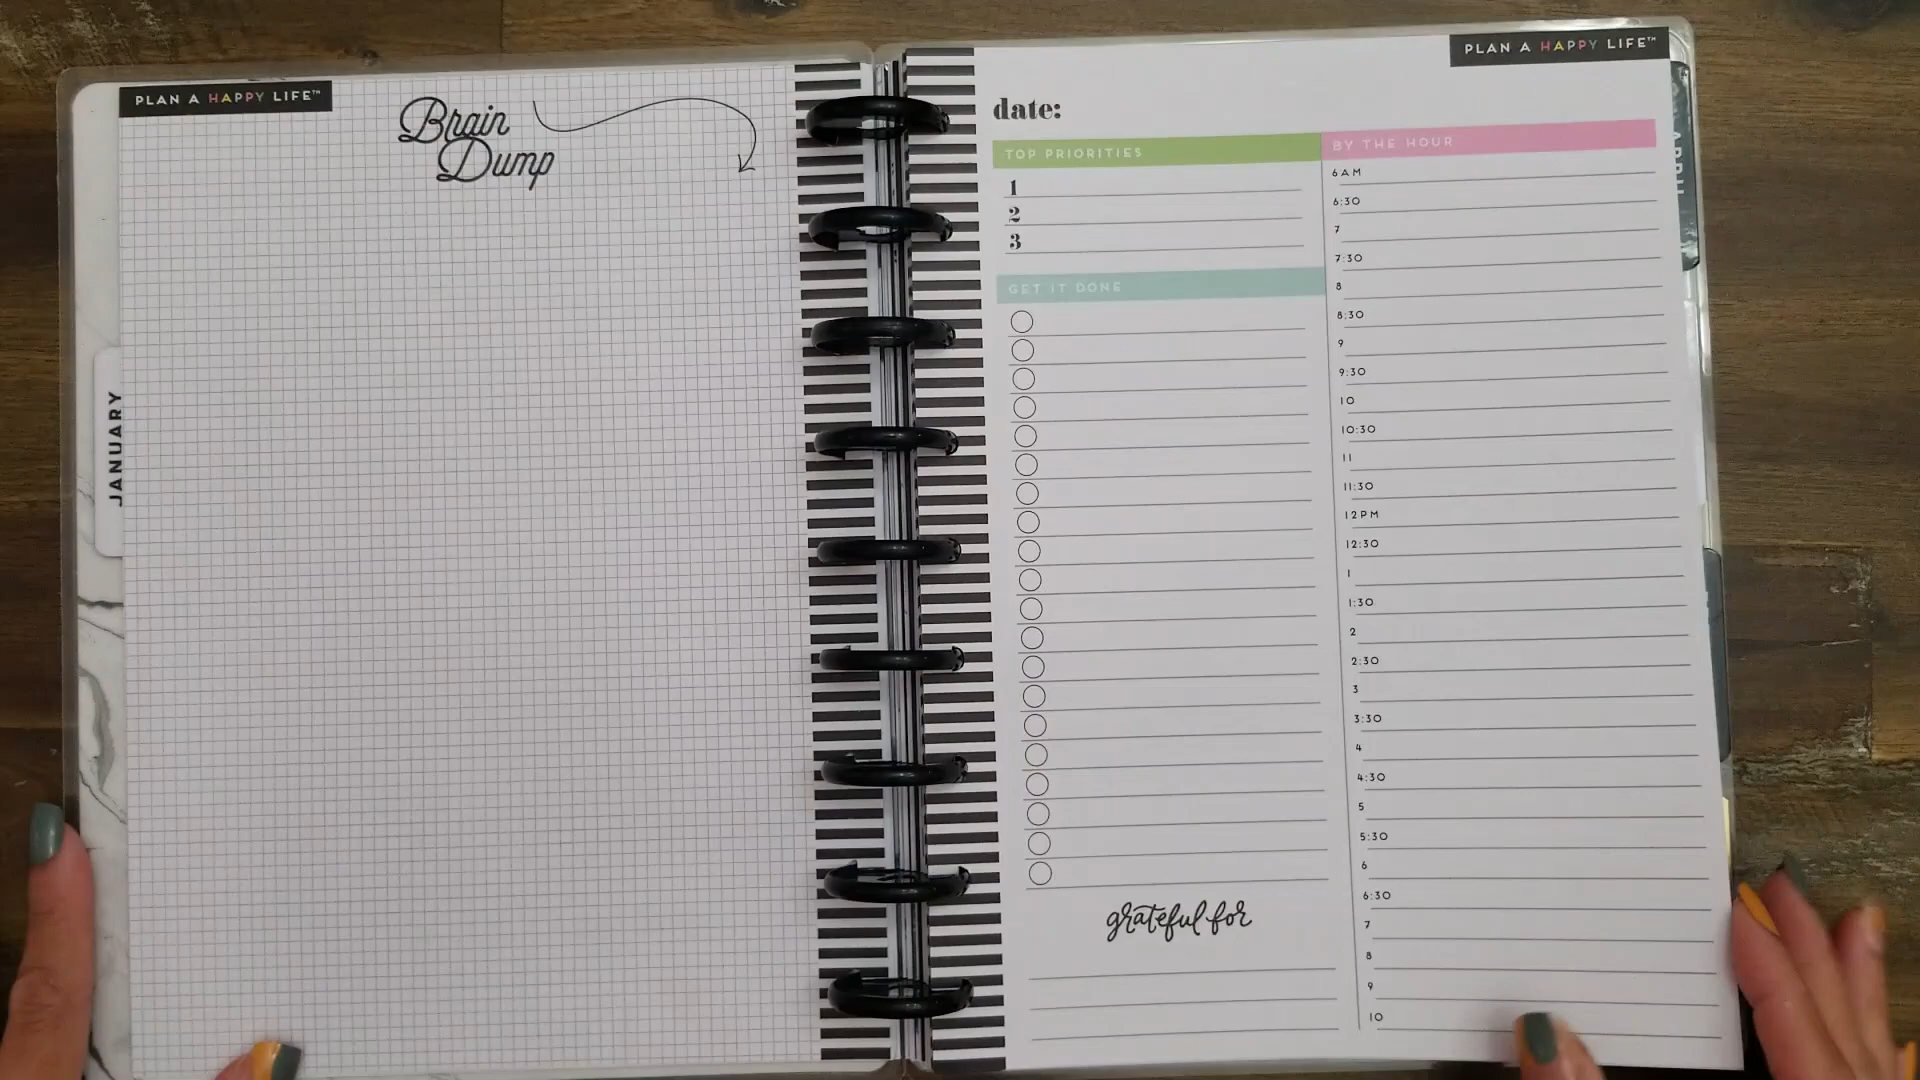 PLAN A HAPPY LIFE™
Brain
Dump
JANUARY
PLAN A HAPPY LIFE™
date:
TOP PRIORITIES
1
2
3
GET IT DONE
grateful for
BY THE HOUR
6AM
6:30
7
7:30
8
8:30
9
9:30
10
10:30
11
11:30
12PM
12:30
1
1:30
2
2:30
3
3:30
4
4:30
5
5:30
6
6:30
7
8
9
10
APRIL